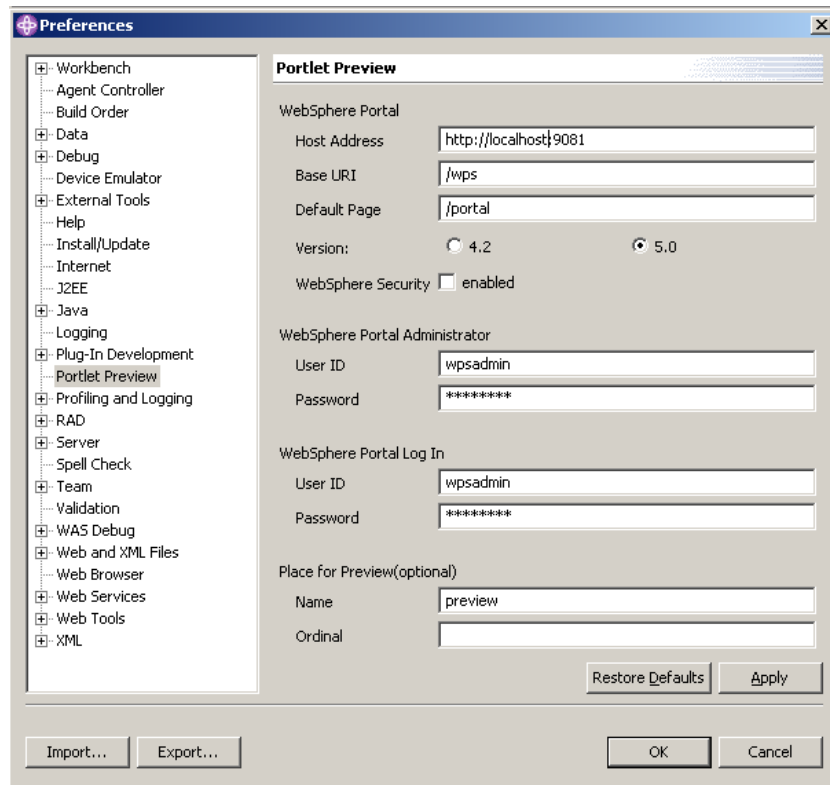 Preferences
Workbench
Agent Controller
Build Order
Data
Debug
Device Emulator
External Tools
Help
Install/Update
Internet
J2EE
Java
Logging
Plug-In Development
Portlet Preview
Profiling and Logging
RAD
Server
Spell Check
Team
Validation
WAS Debug
Web and XML Files
Web Browser
Web Services
Web Tools
XML
Portlet Preview
WebSphere Portal
Host Address http://localhost:9081
Base URI /wps
Default Page /portal
Version: 4.2 5.0
WebSphere Security enabled
WebSphere Portal Administrator
User ID wpsadmin
Password ********
WebSphere Portal Log In
User ID wpsadmin
Password ********
Place for Preview(optional)
Name preview
Ordinal
Restore Defaults Apply
Import... Export... OK Cancel